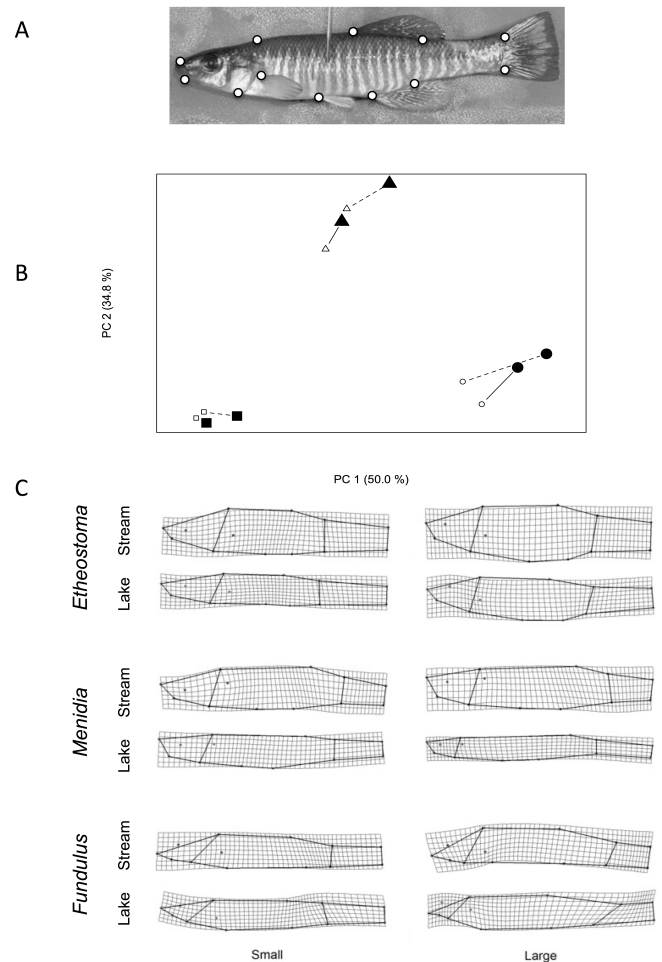 A
B
PC 2 (34.8 %)
PC 1 (50.0 %)
C
Etheostoma
Stream
Lake
Menidia
Stream
Lake
Fundulus
Stream
Lake
Small
Large